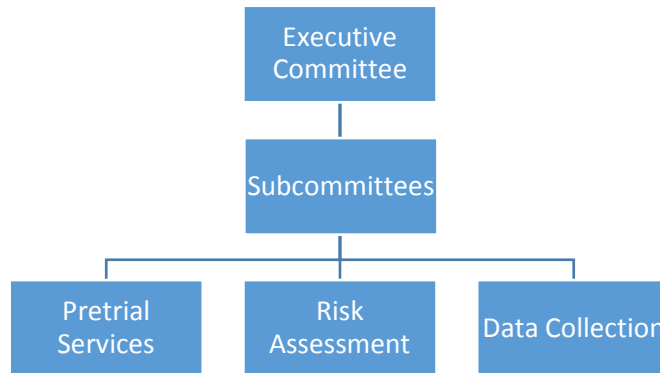 Executive
Committee
Subcommittees
Pretrial
Services
Risk
Assessment
Data Collection